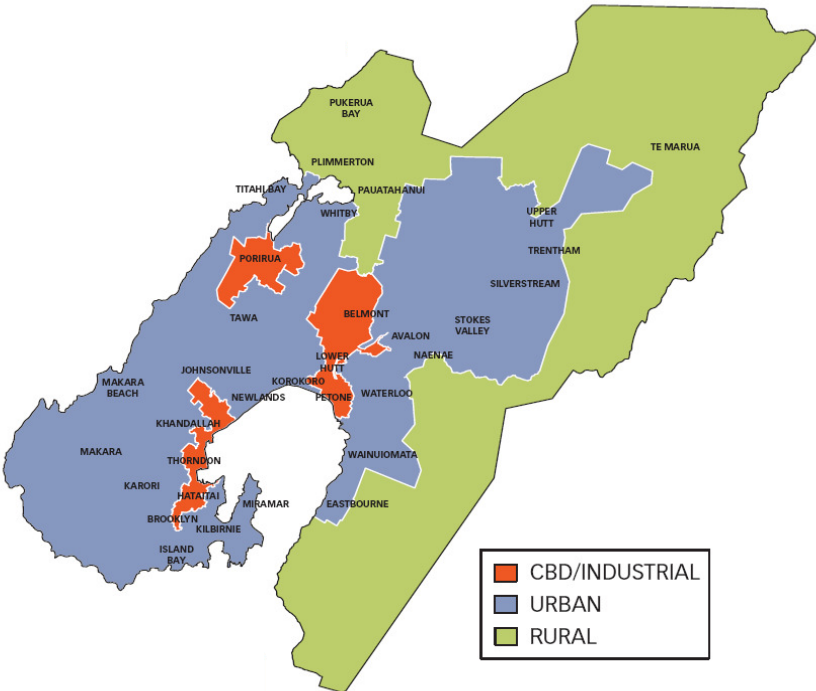 PUKERUA
BAY
TE MARUA
PLIMMERTON
TITAHI BAY
PAUATAHANUI
WHITBY
UPPER
HUTT
TRENTHAM
PORIRUA
SILVERSTREAM
BELMONT
TAWA
STOKES
VALLEY
AVALON
LOWER
HUTT
NAENAE
JOHNSONVILLE
KOROKORO
MAKARA
BEACH
NEWLANDS
PETONE
WATERLOO
KHANDALLAH
MAKARA
WAINUIOMATA
THORNDON
KARORI
HATAITAI
MIRAMAR
EASTBOURNE
BROOKLYN
KILBIRNIE
ISLAND
BAY
CBD/INDUSTRIAL
URBAN
RURAL